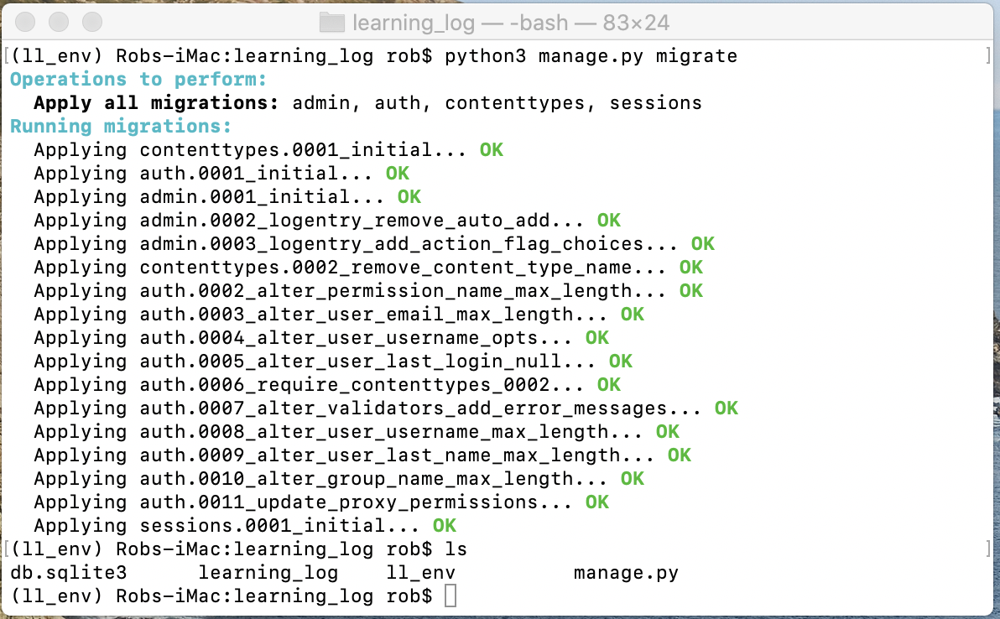 learning_log — -bash — 83×24
(ll_env) Robs-iMac:learning_log rob$ python3 manage.py migrate
Operations to perform:
  Apply all migrations: admin, auth, contenttypes, sessions
Running migrations:
  Applying contenttypes.0001_initial... OK
  Applying auth.0001_initial... OK
  Applying admin.0001_initial... OK
  Applying admin.0002_logentry_remove_auto_add... OK
  Applying admin.0003_logentry_add_action_flag_choices... OK
  Applying contenttypes.0002_remove_content_type_name... OK
  Applying auth.0002_alter_permission_name_max_length... OK
  Applying auth.0003_alter_user_email_max_length... OK
  Applying auth.0004_alter_user_username_opts... OK
  Applying auth.0005_alter_user_last_login_null... OK
  Applying auth.0006_require_contenttypes_0002... OK
  Applying auth.0007_alter_validators_add_error_messages... OK
  Applying auth.0008_alter_user_username_max_length... OK
  Applying auth.0009_alter_user_last_name_max_length... OK
  Applying auth.0010_alter_group_name_max_length... OK
  Applying auth.0011_update_proxy_permissions... OK
  Applying sessions.0001_initial... OK
(ll_env) Robs-iMac:learning_log rob$ ls
db.sqlite3      learning_log    ll_env          manage.py
(ll_env) Robs-iMac:learning_log rob$